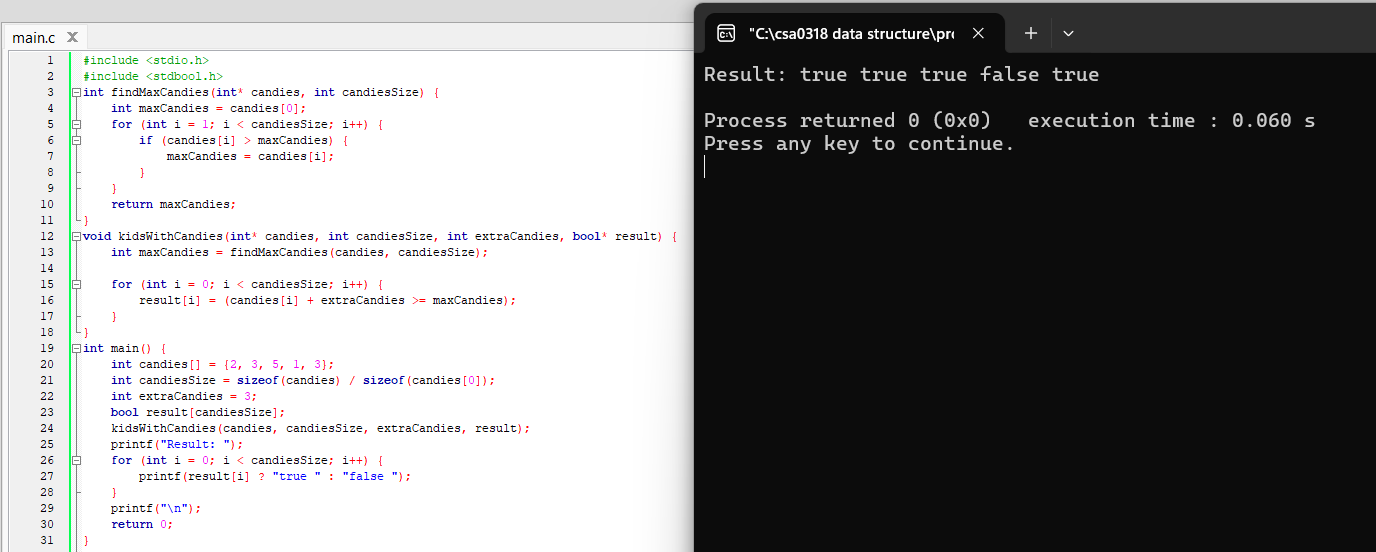 main.c X
1 #include <stdio.h>
2 #include <stdbool.h>
3 int findMaxCandies(int* candies, int candiesSize) {
4     int maxCandies = candies[0];
5     for (int i = 1; i < candiesSize; i++) {
6         if (candies[i] > maxCandies) {
7             maxCandies = candies[i];
8         }
9     }
10     return maxCandies;
11 }
12 void kidsWithCandies(int* candies, int candiesSize, int extraCandies, bool* result) {
13     int maxCandies = findMaxCandies(candies, candiesSize);
14
15     for (int i = 0; i < candiesSize; i++) {
16         result[i] = (candies[i] + extraCandies >= maxCandies);
17     }
18 }
19 int main() {
20     int candies[] = {2, 3, 5, 1, 3};
21     int candiesSize = sizeof(candies) / sizeof(candies[0]);
22     int extraCandies = 3;
23     bool result[candiesSize];
24     kidsWithCandies(candies, candiesSize, extraCandies, result);
25     printf("Result: ");
26     for (int i = 0; i < candiesSize; i++) {
27         printf(result[i] ? "true " : "false ");
28     }
29     printf("\n");
30     return 0;
31 }
"C:\csa0318 data structure\pr
Result: true true true false true
Process returned 0 (0x0)   execution time : 0.060 s
Press any key to continue.